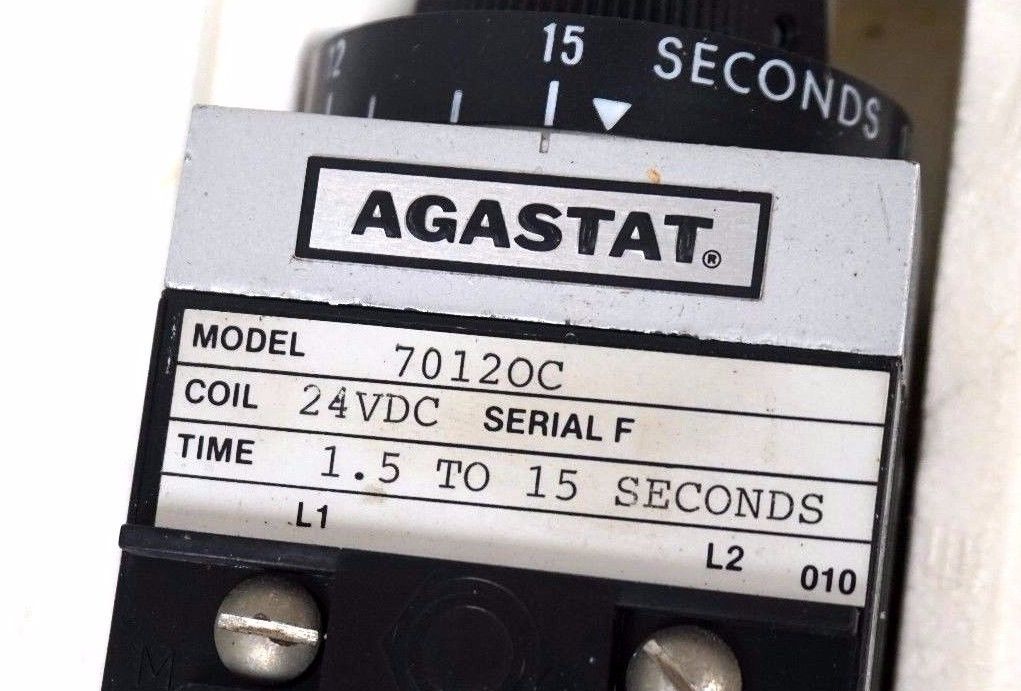 12 15 SECONDS
AGASTAT®
MODEL 7012OC
COIL 24VDC SERIAL F
TIME 1.5 TO 15 SECONDS
L1 L2 010
M